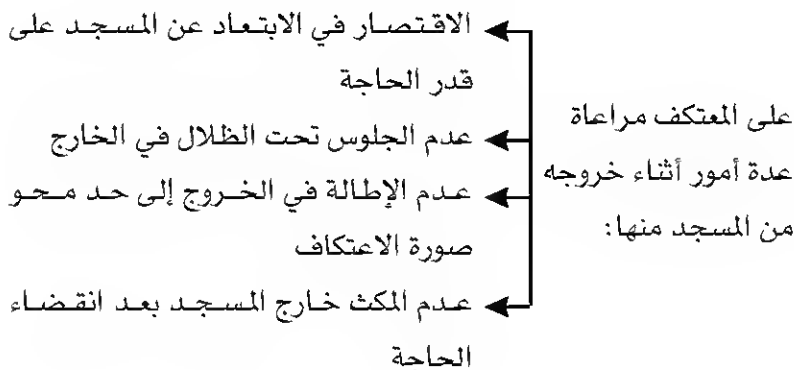 على المعتكف مراعاة
عدة أمور أثناء خروجه
من المسجد منها:
الاقتصار في الابتعاد عن المسجد على
قدر الحاجة
عدم الجلوس تحت الظلال في الخارج
عدم الإطالة في الخروج إلى حد محو
صورة الاعتكاف
عدم المكث خارج المسجد بعد انقضاء
الحاجة